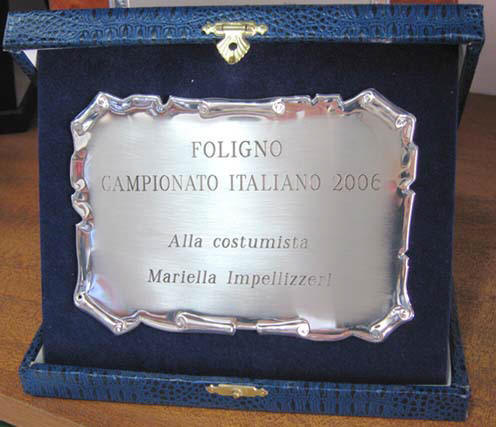 FOLIGNO
CAMPIONATO ITALIANO 2006
Alla costumista
Mariella Impellizzeri